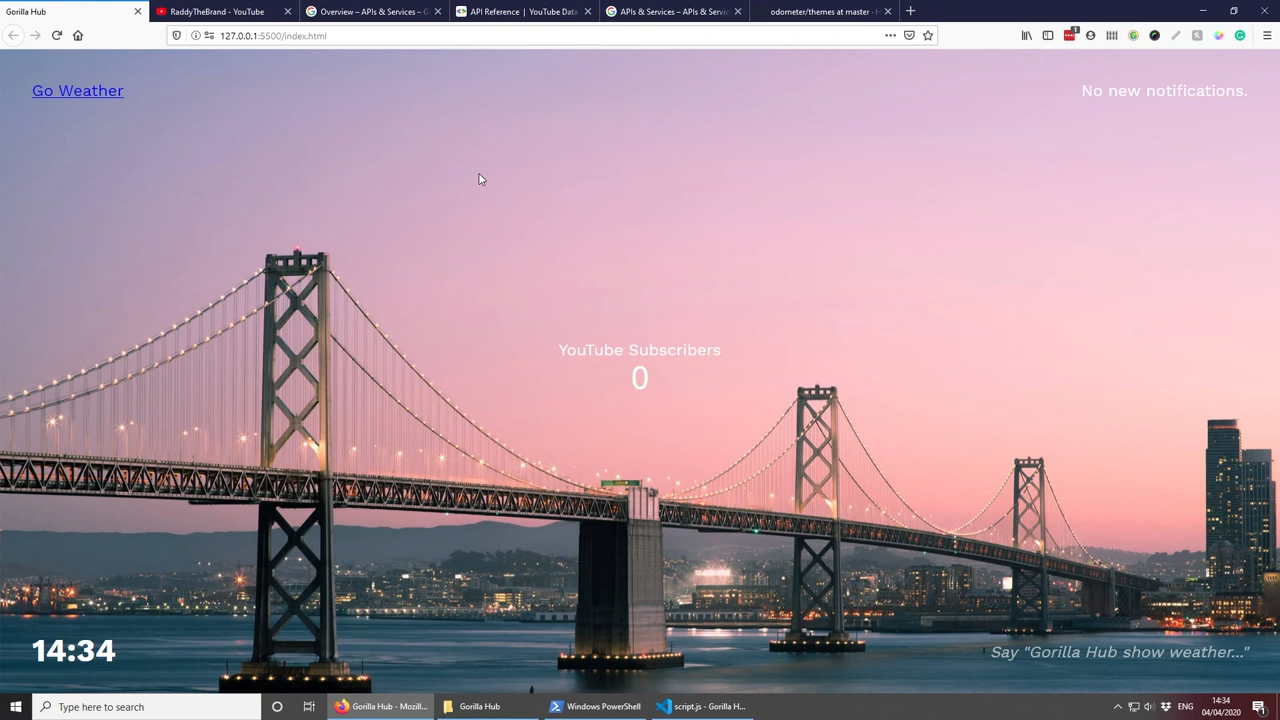 Gorilla Hub
RaddyTheBrand - YouTube
Overview – APIs & Services – G
API Reference | YouTube Data
APIs & Services – APIs & Servic
odometer/themes at master · H
127.0.0.1:5500/index.html
Go Weather
No new notifications.
YouTube Subscribers
0
14:34
Say "Gorilla Hub show weather..."
Type here to search
Gorilla Hub - Mozill...
Gorilla Hub
Windows PowerShell
script.js - Gorilla H...
14:34
04/04/2020